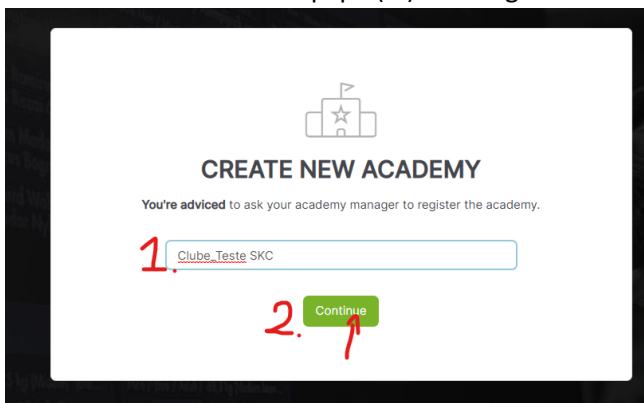 CREATE NEW ACADEMY
You're adviced to ask your academy manager to register the academy.
1. Clube_Teste SKC
2. Continue